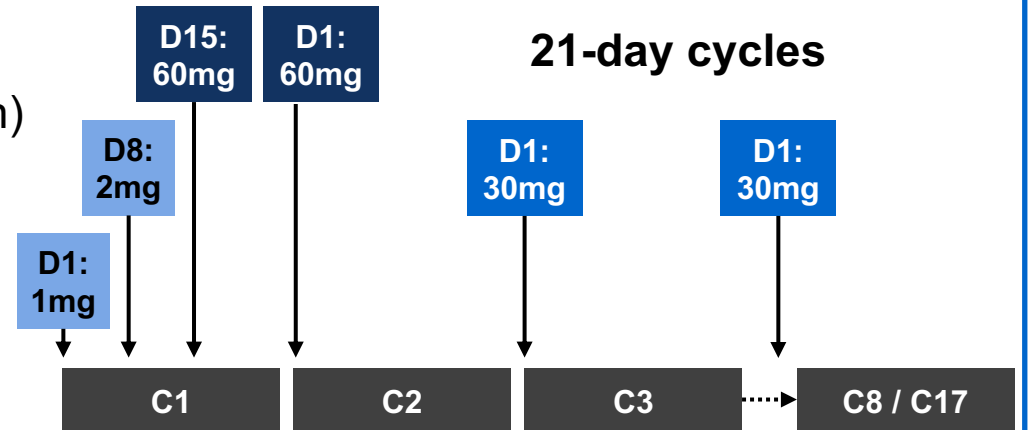 D15:
60mg
D1:
60mg
21-day cycles
D8:
2mg
D1:
30mg
D1:
30mg
D1:
1mg
C1
C2
C3
C8 / C17